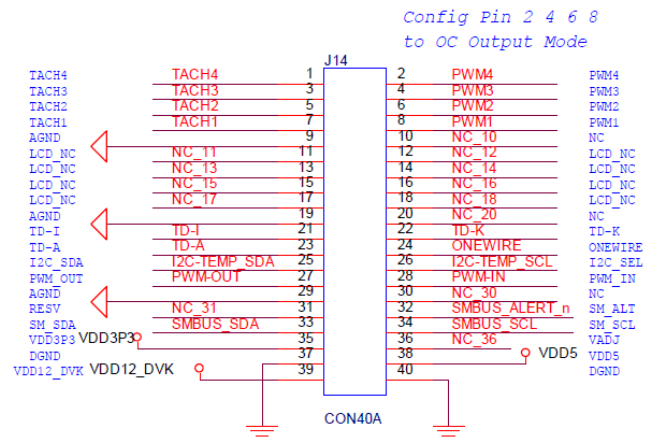 Config Pin 2 4 6 8
to OC Output Mode
J14
TACH4 TACH4 1 2 PWM4 PWM4
TACH3 TACH3 3 4 PWM3 PWM3
TACH2 TACH2 5 6 PWM2 PWM2
TACH1 TACH1 7 8 PWM1 PWM1
AGND 9 10 NC_10 NC
LCD_NC NC_11 11 12 NC_12 LCD_NC
LCD_NC NC_13 13 14 NC_14 LCD_NC
LCD_NC NC_15 15 16 NC_16 LCD_NC
LCD_NC NC_17 17 18 NC_18 LCD_NC
AGND 19 20 NC_20 NC
TD-I TD-I 21 22 TD-K TD-K
TD-A TD-A 23 24 ONEWIRE ONEWIRE
I2C_SDA I2C-TEMP_SDA 25 26 I2C-TEMP_SCL I2C_SEL
PWM_OUT PWM-OUT 27 28 PWM-IN PWM_IN
AGND 29 30 NC_30 NC
RESV NC_31 31 32 SMBUS_ALERT_n SM_ALT
SM_SDA SMBUS_SDA 33 34 SMBUS_SCL SM_SCL
VDD3P3 VDD3P3 35 36 NC_36 VADJ
DGND 37 38 VDD5 VDD5
VDD12_DVK VDD12_DVK 39 40 DGND
CON40A